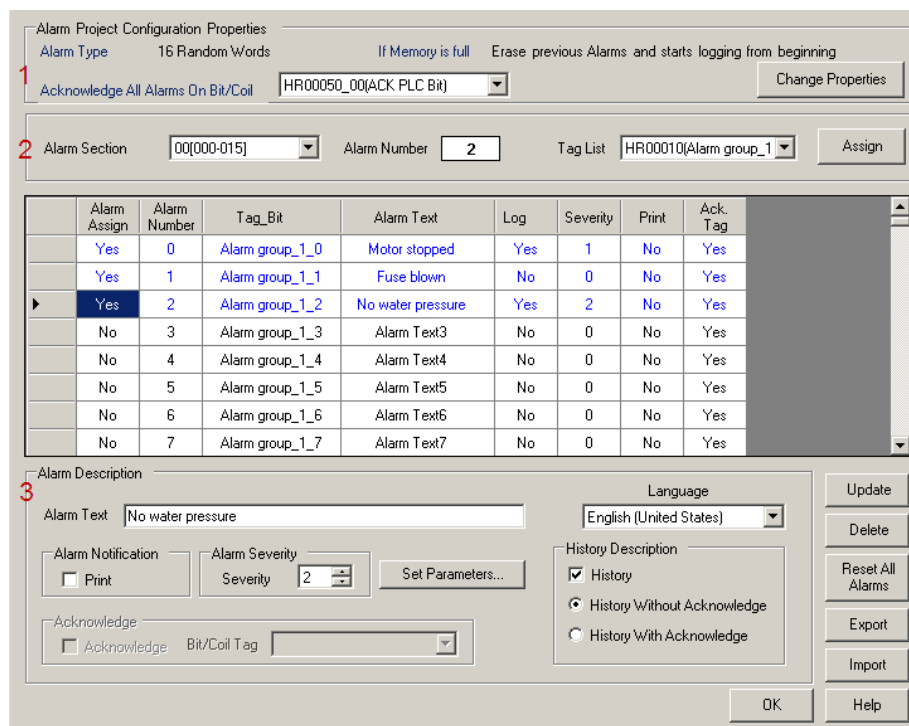 Alarm Project Configuration Properties
Alarm Type 16 Random Words If Memory is full Erase previous Alarms and starts logging from beginning
1
Acknowledge All Alarms On Bit/Coil HR00050_00(ACK PLC Bit) Change Properties
2 Alarm Section 00[000-015] Alarm Number 2 Tag List HR00010(Alarm group_1 Assign
Alarm Assign Alarm Number Tag_Bit Alarm Text Log Severity Print Ack. Tag
Yes 0 Alarm group_1_0 Motor stopped Yes 1 No Yes
Yes 1 Alarm group_1_1 Fuse blown No 0 No Yes
Yes 2 Alarm group_1_2 No water pressure Yes 2 No Yes
No 3 Alarm group_1_3 Alarm Text3 No 0 No Yes
No 4 Alarm group_1_4 Alarm Text4 No 0 No Yes
No 5 Alarm group_1_5 Alarm Text5 No 0 No Yes
No 6 Alarm group_1_6 Alarm Text6 No 0 No Yes
No 7 Alarm group_1_7 Alarm Text7 No 0 No Yes
Alarm Description
3
Alarm Text No water pressure
Language
English (United States)
Alarm Notification
Print
Alarm Severity
Severity 2
Set Parameters...
History Description
History
History Without Acknowledge
History With Acknowledge
Acknowledge
Acknowledge Bit/Coil Tag
Update
Delete
Reset All
Alarms
Export
Import
OK Help